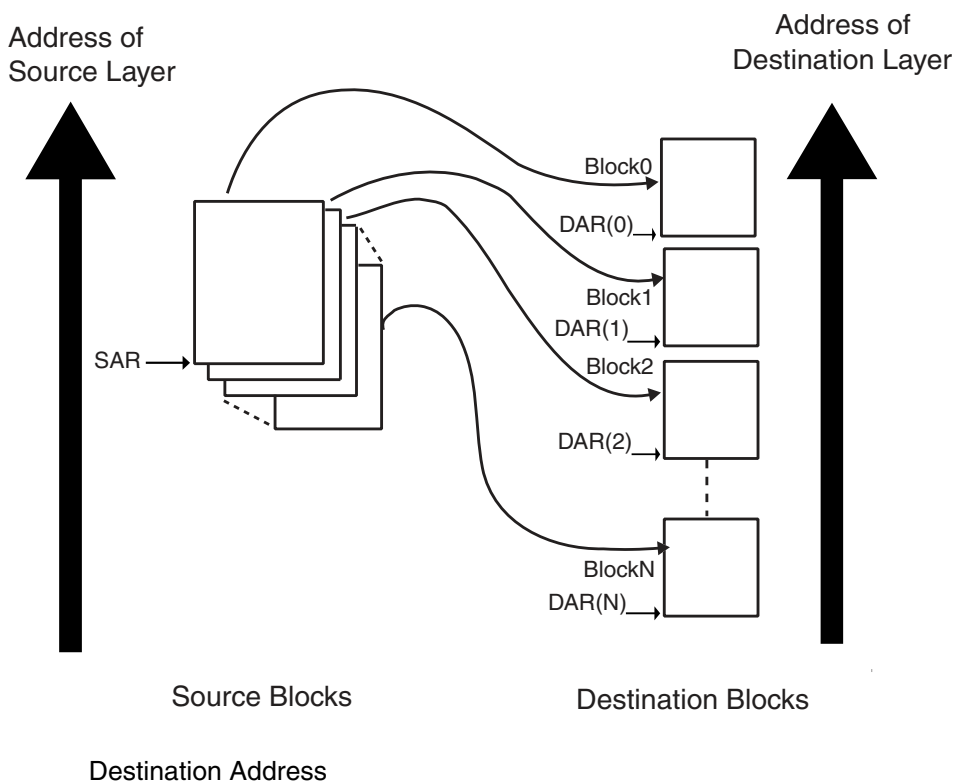 Address of
Source Layer
Address of
Destination Layer
Block0
DAR(0)
Block1
DAR(1)
SAR
Block2
DAR(2)
BlockN
DAR(N)
Source Blocks
Destination Blocks
Destination Address